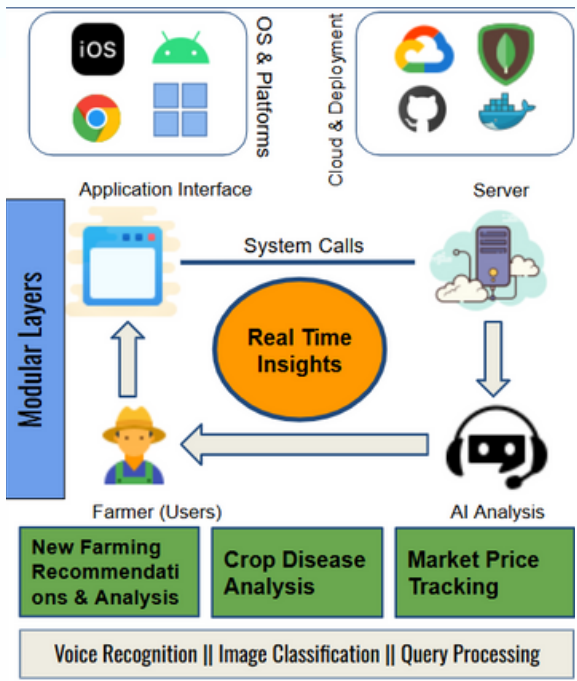 iOS
OS & Platforms
Cloud & Deployment
Application Interface
Server
System Calls
Modular Layers
Real Time
Insights
Farmer (Users)
AI Analysis
New Farming
Recommendati
ons & Analysis
Crop Disease
Analysis
Market Price
Tracking
Voice Recognition || Image Classification || Query Processing